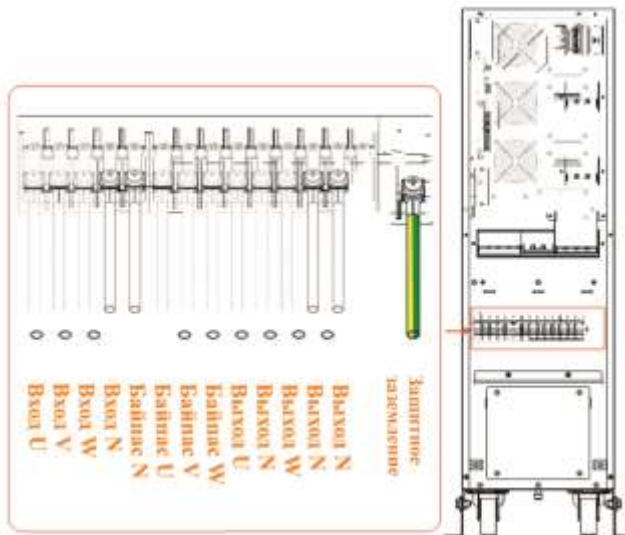 Вход U
Вход V
Вход W
Вход N
Байпас N
Байпас U
Байпас V
Байпас W
Выход U
Выход N
Выход W
Выход N
Выход N
Защитное
заземление